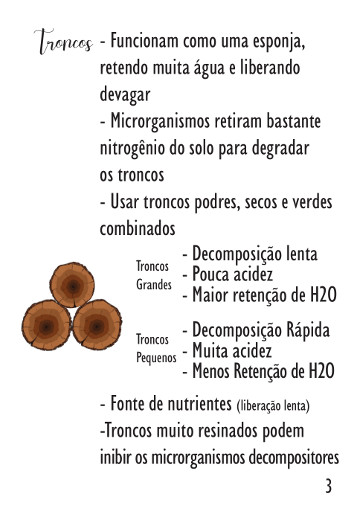 Troncos - Funcionam como uma esponja,
retendo muita água e liberando
devagar
- Microrganismos retiram bastante
nitrogênio do solo para degradar
os troncos
- Usar troncos podres, secos e verdes
combinados
Troncos
Grandes
- Decomposição lenta
- Pouca acidez
- Maior retenção de H2O
Troncos
Pequenos
- Decomposição Rápida
- Muita acidez
- Menos Retenção de H2O
- Fonte de nutrientes (liberação lenta)
-Troncos muito resinados podem
inibir os microrganismos decompositores
3